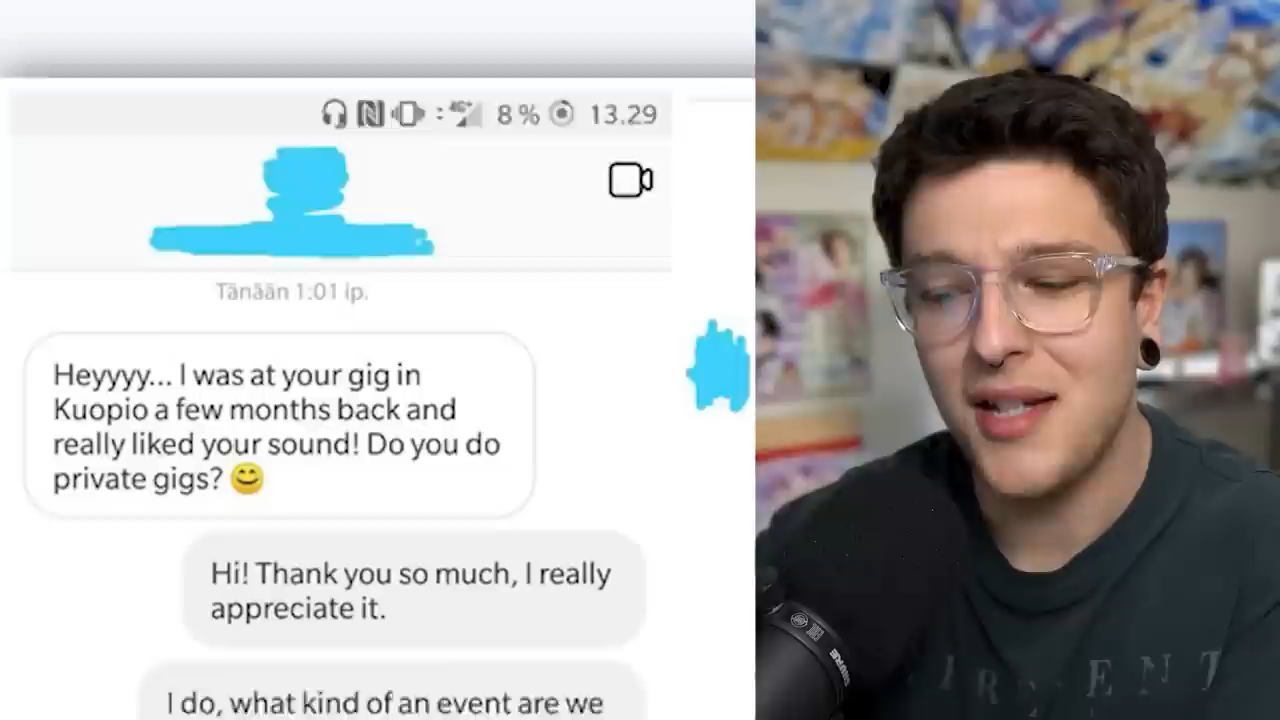 8 % 13.29
Tänään 1:01 ip.
Heyyyy... I was at your gig in
Kuopio a few months back and
really liked your sound! Do you do
private gigs? 😊
Hi! Thank you so much, I really
appreciate it.
I do, what kind of an event are we
SHURE